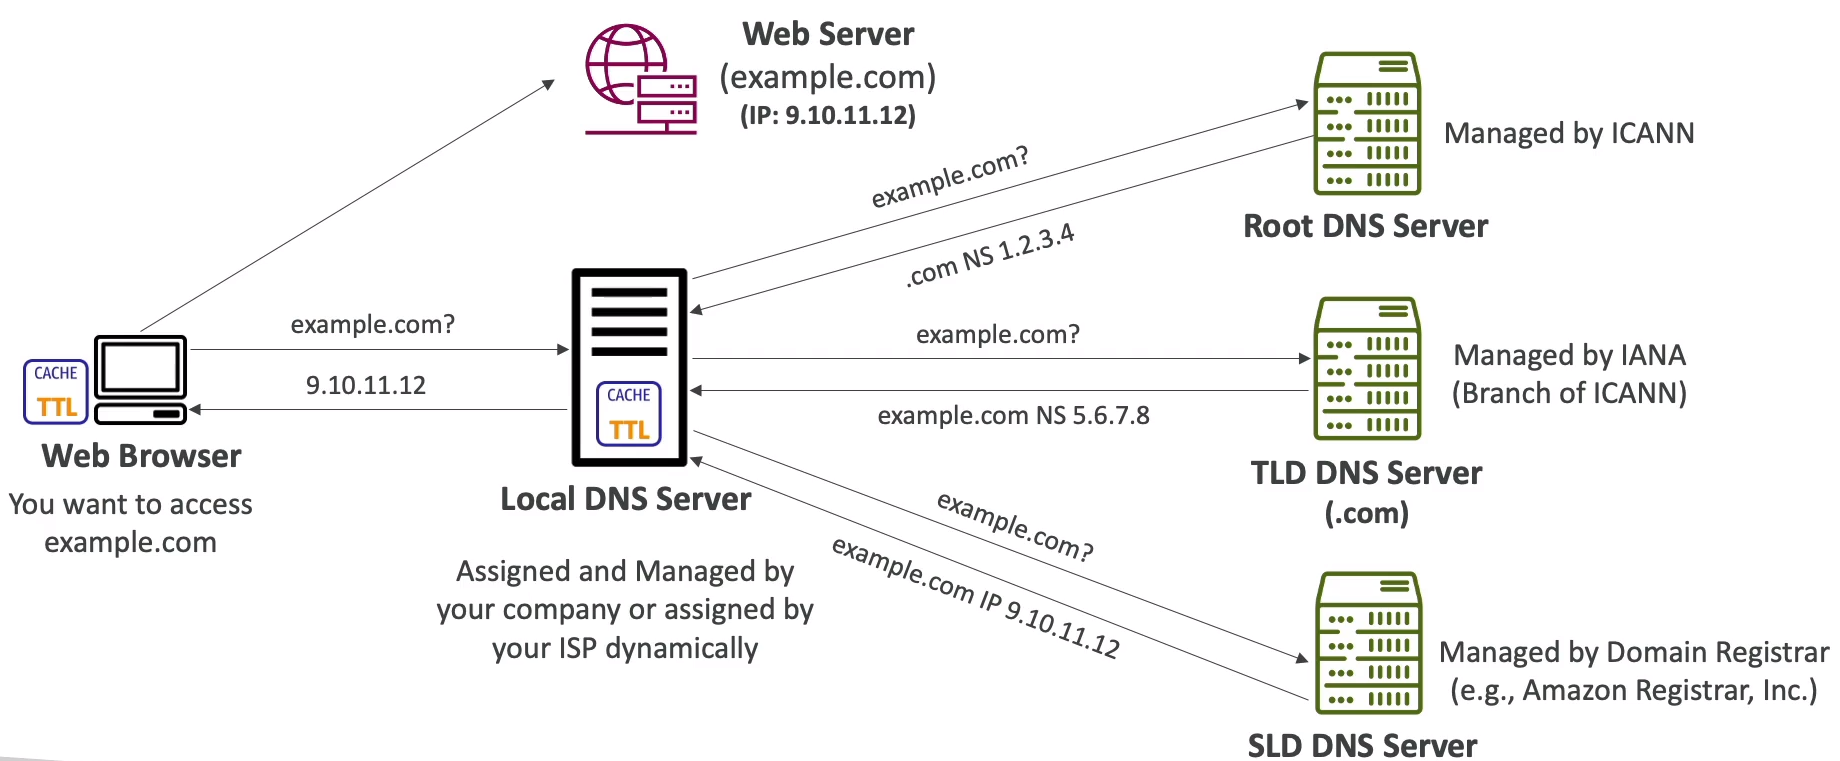 Web Server
(example.com)
(IP: 9.10.11.12)
example.com?
.com NS 1.2.3.4
Managed by ICANN
Root DNS Server
example.com?
9.10.11.12
CACHE
TTL
Web Browser
You want to access
example.com
CACHE
TTL
Local DNS Server
Assigned and Managed by
your company or assigned by
your ISP dynamically
example.com?
example.com NS 5.6.7.8
Managed by IANA
(Branch of ICANN)
TLD DNS Server
(.com)
example.com?
example.com IP 9.10.11.12
Managed by Domain Registrar
(e.g., Amazon Registrar, Inc.)
SLD DNS Server